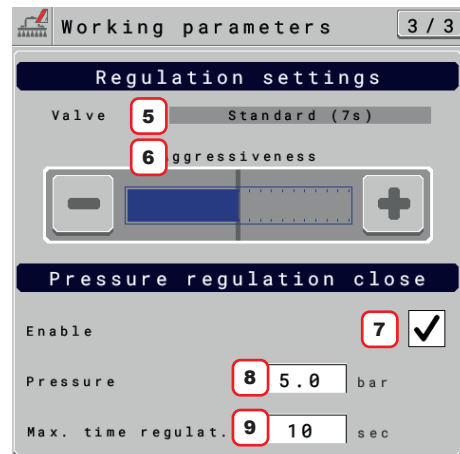 Working parameters 3 / 3
Regulation settings
Valve 5 Standard (7s)
6 ggressiveness
Pressure regulation close
Enable 7
Pressure 8 5.0 bar
Max. time regulat. 9 10 sec